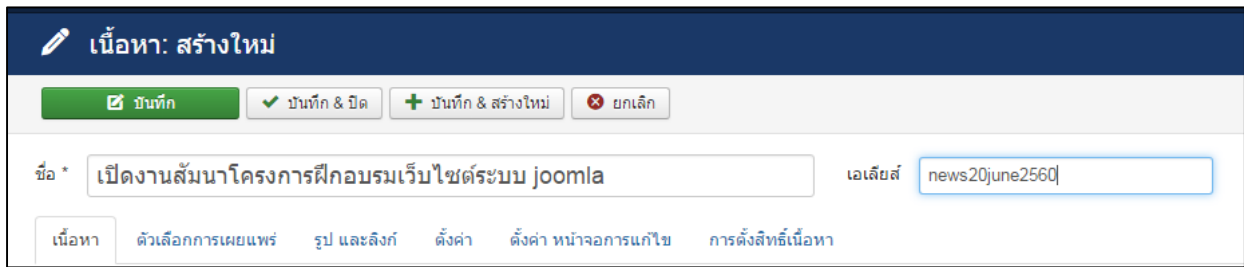 เนื้อหา: สร้างใหม่
บันทึก บันทึก & ปิด บันทึก & สร้างใหม่ ยกเลิก
ชื่อ * เปิดงานสัมนาโครงการฝึกอบรมเว็บไซต์ระบบ joomla เอเลียส์ news20june2560
เนื้อหา ตัวเลือกการเผยแพร่ รูป และลิงก์ ตั้งค่า ตั้งค่า หน้าจอการแก้ไข การตั้งสิทธิ์เนื้อหา